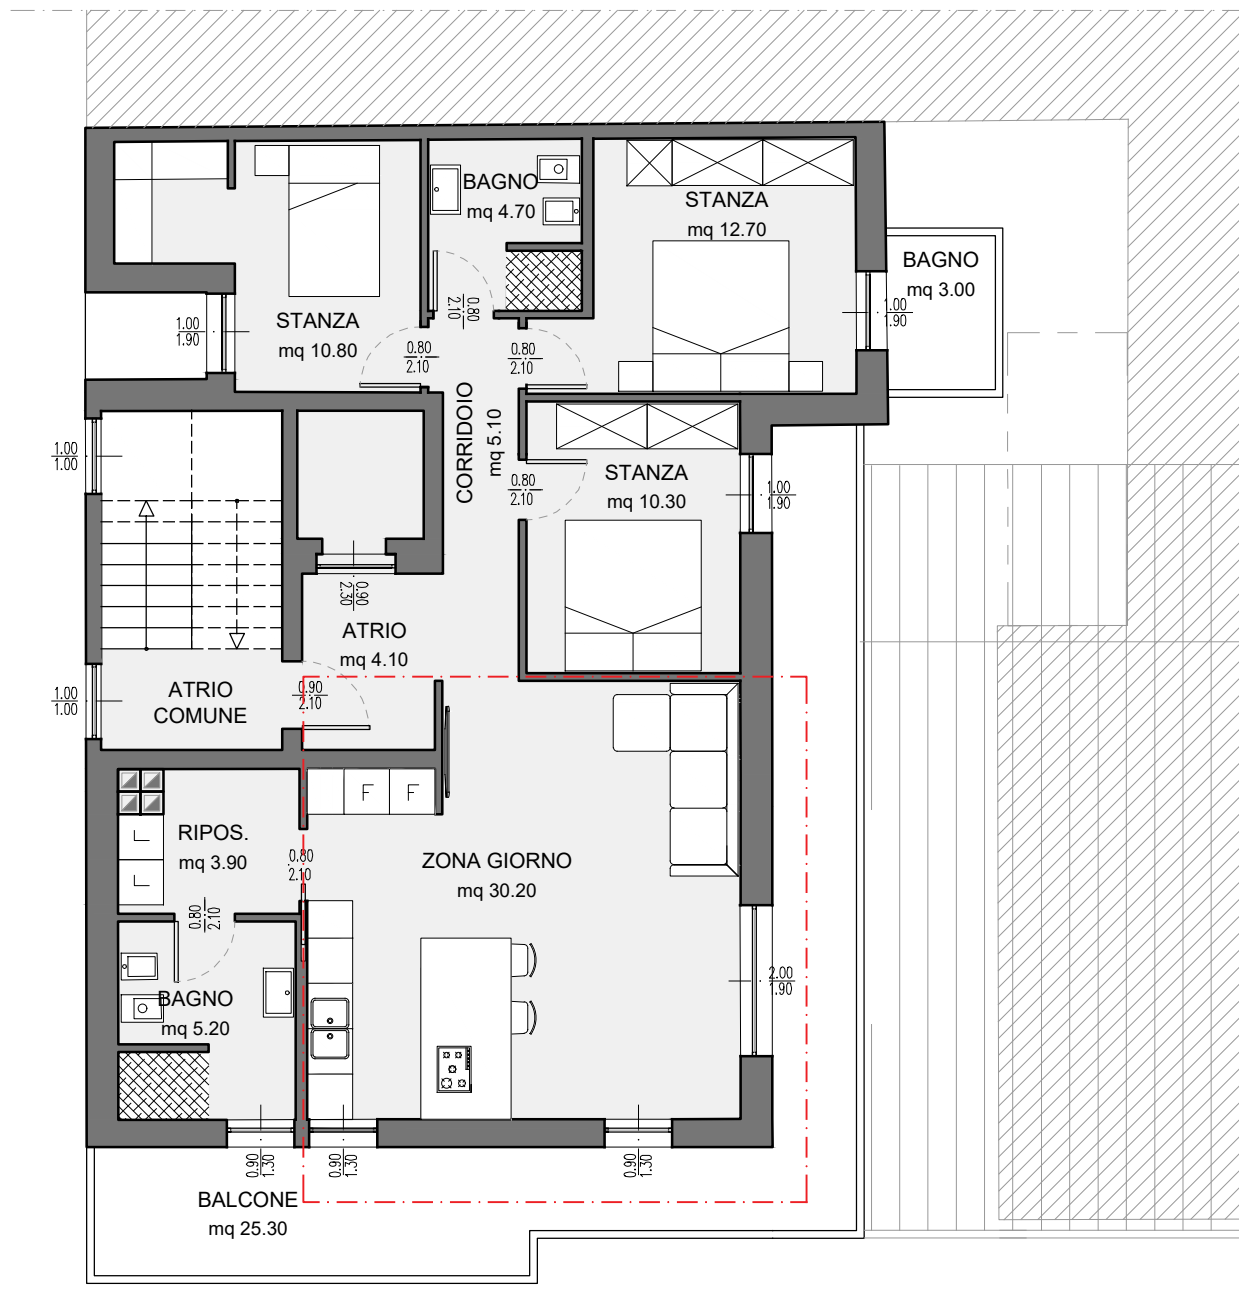 BAGNO
mq 4.70
STANZA
mq 12.70
BAGNO
mq 3.00
1.00
1.90
0.80
2.10
STANZA
mq 10.80
1.00
1.90
0.80
2.10
0.80
2.10
CORRIDOIO
mq 5.10
1.00
1.00
STANZA
mq 10.30
0.80
2.10
1.00
1.90
0.90
2.30
ATRIO
mq 4.10
ATRIO
COMUNE
0.90
2.10
1.00
1.00
F
F
RIPOS.
mq 3.90
L
L
0.80
2.10
ZONA GIORNO
mq 30.20
0.80
2.10
BAGNO
mq 5.20
2.00
1.90
0.90
1.30
0.90
1.30
0.90
1.30
BALCONE
mq 25.30